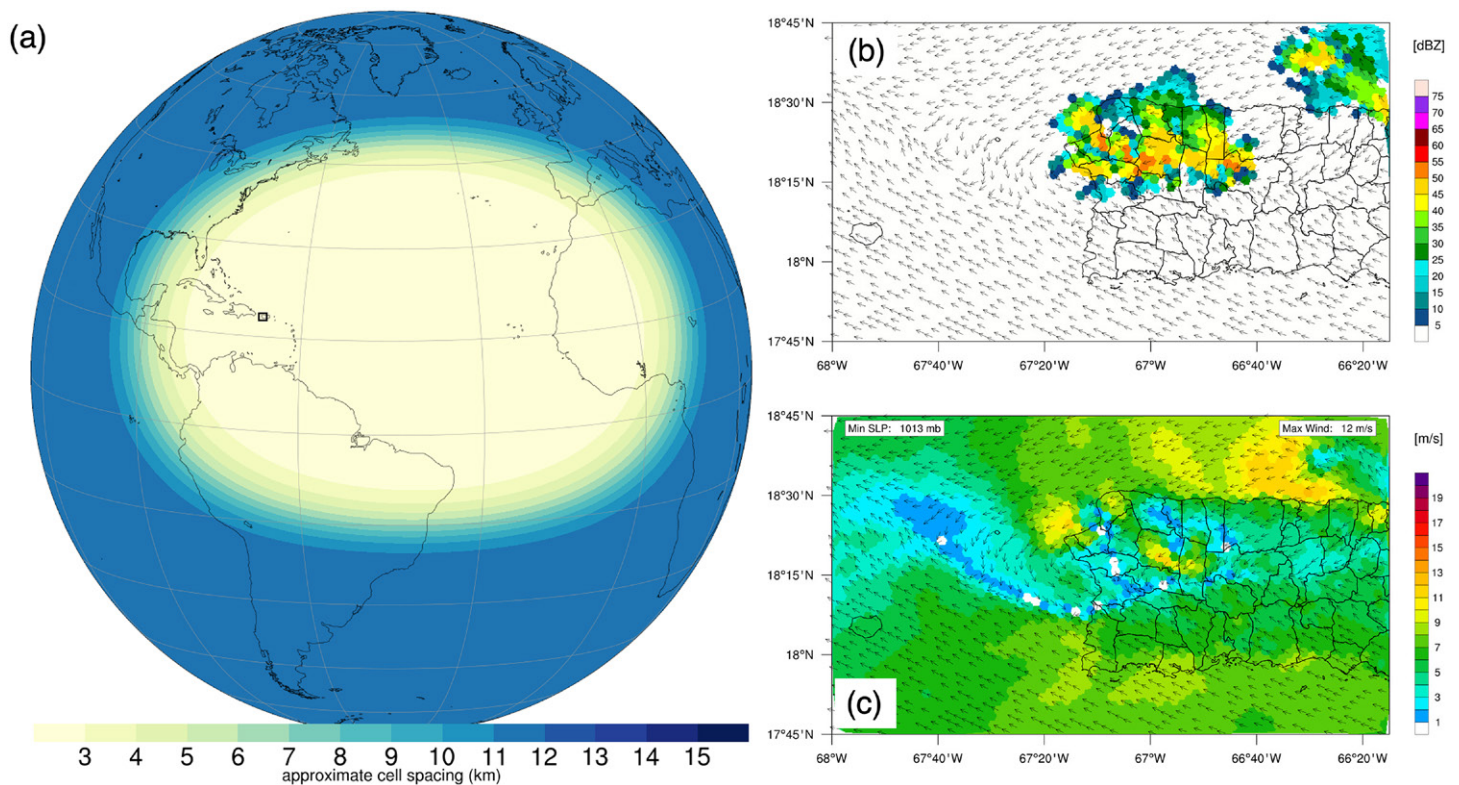 (a)
3 4 5 6 7 8 9 10 11 12 13 14 15
approximate cell spacing (km)
(b)
18°45'N
18°30'N
18°15'N
18°N
17°45'N
68°W 67°40'W 67°20'W 67°W 66°40'W 66°20'W
[dBZ]
75
70
65
60
55
50
45
40
35
30
25
20
15
10
5
Min SLP: 1013 mb Max Wind: 12 m/s
18°45'N
18°30'N
18°15'N
18°N
17°45'N
(c)
68°W 67°40'W 67°20'W 67°W 66°40'W 66°20'W
[m/s]
19
17
15
13
11
9
7
5
3
1